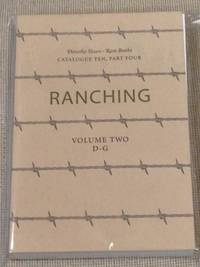 Dorothy Sloan – Rare Books
CATALOGUE TEN, PART FOUR
RANCHING
VOLUME TWO
D-G